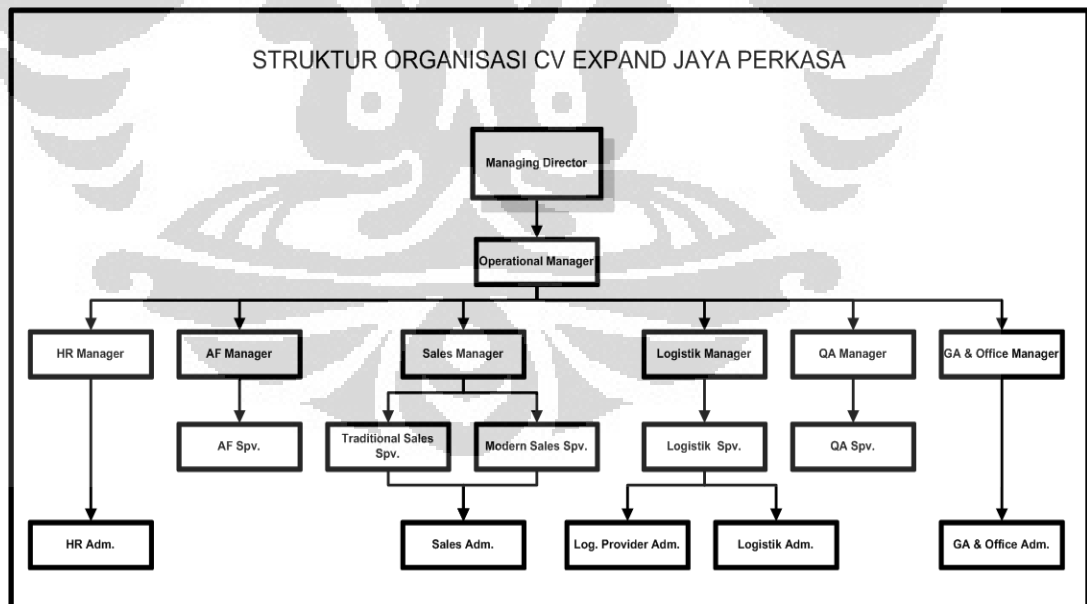 STRUKTUR ORGANISASI CV EXPAND JAYA PERKASA
Managing Director
Operational Manager
HR Manager
AF Manager
Sales Manager
Logistik Manager
QA Manager
GA & Office Manager
AF Spv.
Traditional Sales
Spv.
Modern Sales Spv.
Logistik Spv.
QA Spv.
HR Adm.
Sales Adm.
Log. Provider Adm.
Logistik Adm.
GA & Office Adm.